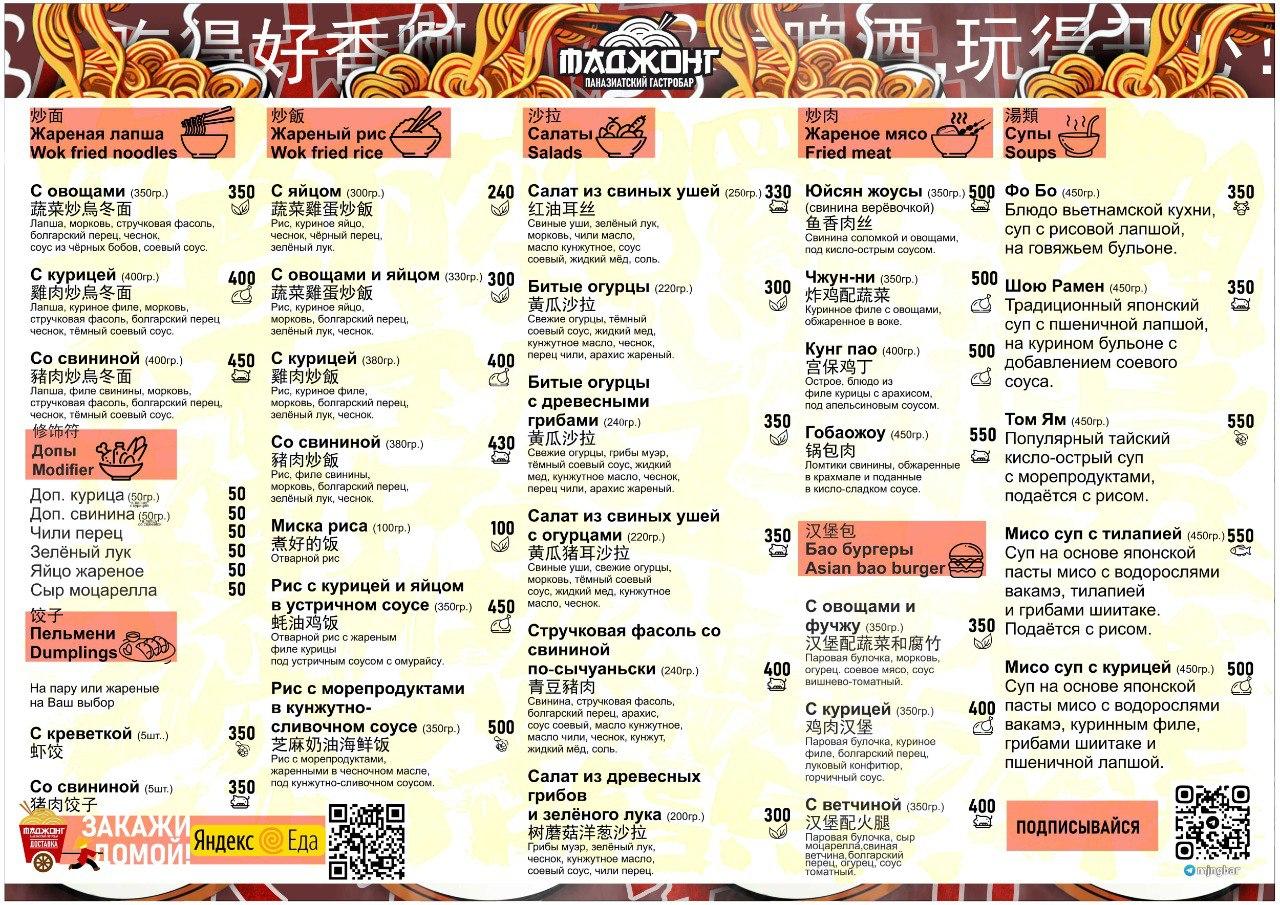 吃得好香啊
啤酒,玩得开心!
МАДЖОНГ
ПАНАЗИАТСКИЙ ГАСТРОБАР
炒面
Жареная лапша
Wok fried noodles
С овощами (350гр.) 350
蔬菜炒烏冬面
Лапша, морковь, стручковая фасоль,
болгарский перец, чеснок,
соус из чёрных бобов, соевый соус.
С курицей (400гр.) 400
雞肉炒烏冬面
Лапша, куриное филе, морковь,
стручковая фасоль, болгарский перец
чеснок, тёмный соевый соус.
Со свининой (400гр.) 450
豬肉炒烏冬面
Лапша, филе свинины, морковь,
стручковая фасоль, болгарский перец,
чеснок, тёмный соевый соус.
修饰符
Допы
Modifier
Доп. курица (50гр.) 50
Доп. свинина (50гр.) 50
Чили перец 50
Зелёный лук 50
Яйцо жареное 50
Сыр моцарелла 50
饺子
Пельмени
Dumplings
На пару или жареные
на Ваш выбор
С креветкой (5шт..) 350
虾饺
Со свининой (5шт.) 350
猪肉饺子
МАДЖОНГ
ДОСТАВКА
ЗАКАЖИ
ДОМОЙ!
Яндекс Еда
炒飯
Жареный рис
Wok fried rice
С яйцом (300гр.) 240
蔬菜雞蛋炒飯
Рис, куриное яйцо,
чеснок, чёрный перец,
зелёный лук.
С овощами и яйцом (330гр.) 300
蔬菜雞蛋炒飯
Рис, куриное яйцо,
морковь, болгарский перец,
зелёный лук, чеснок.
С курицей (380гр.) 400
雞肉炒飯
Рис, куриное филе,
морковь, болгарский перец,
зелёный лук, чеснок.
Со свининой (380гр.) 430
豬肉炒飯
Рис, филе свинины,
морковь, болгарский перец,
зелёный лук, чеснок.
Миска риса (100гр.) 100
煮好的饭
Отварной рис
Рис с курицей и яйцом
в устричном соусе (350гр.) 450
蚝油鸡饭
Отварной рис с жареным
филе курицы
под устричным соусом с омурайсу.
Рис с морепродуктами
в кунжутно-
сливочном соусе (350гр.) 500
芝麻奶油海鲜饭
Рис с морепродуктами,
жаренными в чесночном масле,
под кунжутно-сливочном соусом.
沙拉
Салаты
Salads
Салат из свиных ушей (250гр.) 330
红油耳丝
Свиные уши, зелёный лук,
морковь, чили масло,
масло кунжутное, соус
соевый, жидкий мёд, соль.
Битые огурцы (220гр.) 300
黃瓜沙拉
Свежие огурцы, тёмный
соевый соус, жидкий мед,
кунжутное масло, чеснок,
перец чили, арахис жареный.
Битые огурцы
с древесными
грибами (240гр.) 350
黃瓜沙拉
Свежие огурцы, грибы муэр,
тёмный соевый соус, жидкий
мед, кунжутное масло, чеснок,
перец чили, арахис жареный.
Салат из свиных ушей
с огурцами (220гр.) 350
黄瓜猪耳沙拉
Свиные уши, свежие огурцы,
морковь, тёмный соевый
соус, жидкий мед, кунжутное
масло, чеснок.
Стручковая фасоль со
свининой
по-сычуаньски (240гр.) 400
青豆豬肉
Свинина, стручковая фасоль,
болгарский перец, арахис,
соус соевый, масло кунжутное,
масло чили, чеснок, кунжут,
жидкий мёд, соль.
Салат из древесных
грибов
и зелёного лука (200гр.) 300
树蘑菇洋葱沙拉
Грибы муэр, зелёный лук,
чеснок, кунжутное масло,
соевый соус, чили перец.
炒肉
Жареное мясо
Fried meat
Юйсян жоусы (350гр.) 500
(свинина верёвочкой)
鱼香肉丝
Свинина соломкой и овощами,
под кисло-острым соусом.
Чжун-ни (350гр.) 500
炸鸡配蔬菜
Куринное филе с овощами,
обжаренное в воке.
Кунг пао (400гр.) 500
宫保鸡丁
Острое. блюдо из
филе курицы с арахисом,
под апельсиновым соусом.
Гобаожоу (450гр.) 550
锅包肉
Ломтики свинины, обжаренные
в крахмале и поданные
в кисло-сладком соусе.
汉堡包
Бао бургеры
Asian bao burger
С овощами и
фучжу (350гр.) 350
汉堡配蔬菜和腐竹
Паровая булочка, морковь,
огурец. соевое мясо, соус
вишнево-томатный.
С курицей (350гр.) 400
鸡肉汉堡
Паровая булочка, куриное
филе, болгарский перец,
луковый конфитюр,
горчичный соус.
С ветчиной (350гр.) 400
汉堡配火腿
Паровая булочка, сыр
моцарелла,свиная
ветчина,болгарский
перец, огурец, соус
томатный.
湯類
Супы
Soups
Фо Бо (450гр.) 350
Блюдо вьетнамской кухни,
суп с рисовой лапшой,
на говяжьем бульоне.
Шою Рамен (450гр.) 350
Традиционный японский
суп с пшеничной лапшой,
на курином бульоне с
добавлением соевого
соуса.
Том Ям (450гр.) 550
Популярный тайский
кисло-острый суп
с морепродуктами,
подаётся с рисом.
Мисо суп с тилапией (450гр.) 550
Суп на основе японской
пасты мисо с водорослями
вакамэ, тилапией
и грибами шиитаке.
Подаётся с рисом.
Мисо суп с курицей (450гр.) 500
Суп на основе японской
пасты мисо с водорослями
вакамэ, куринным филе,
грибами шиитаке и
пшеничной лапшой.
ПОДПИСЫВАЙСЯ
mjngbar